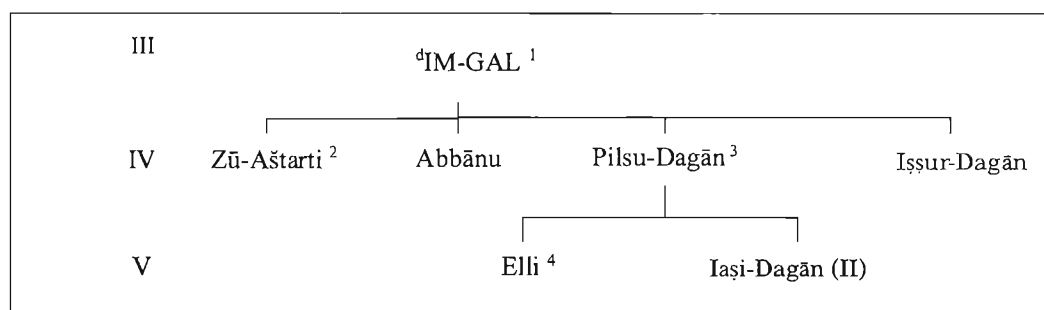 III
ᵈIM-GAL ¹
IV Zū-Aštarti ² Abbānu Pilsu-Dagān ³ Iṣṣur-Dagān
V Elli ⁴ Iaṣi-Dagān (II)